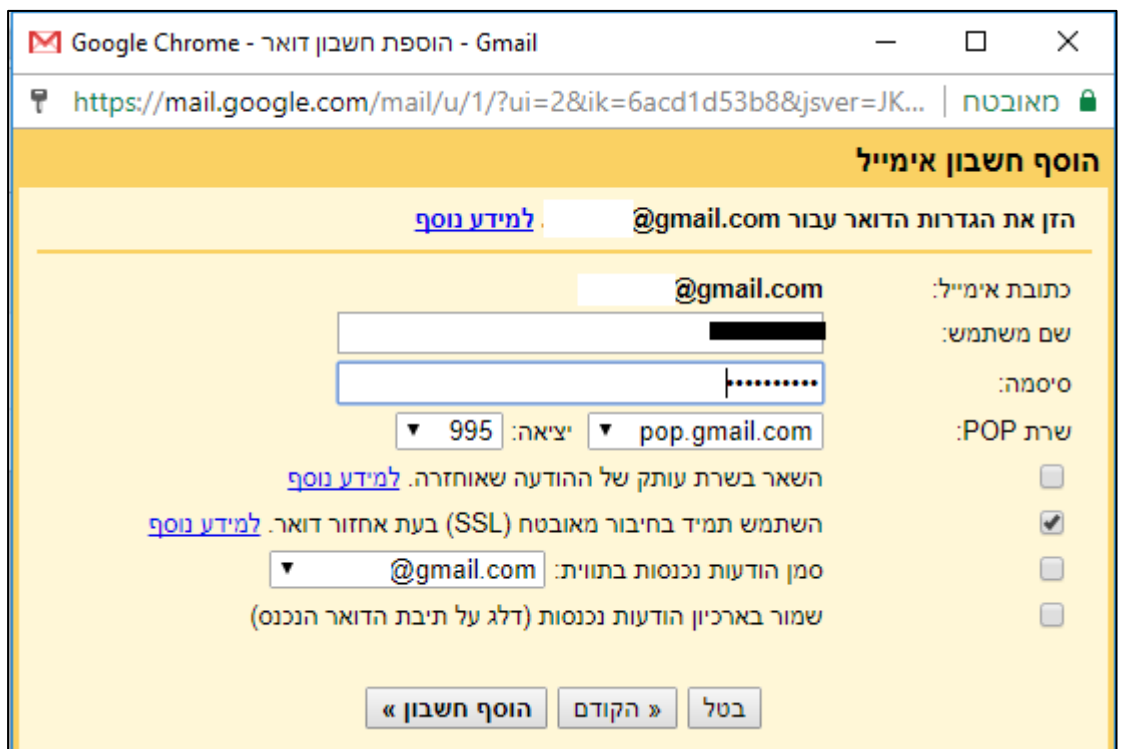 Google Chrome - הוספת חשבון דואר - Gmail
https://mail.google.com/mail/u/1/?ui=2&ik=6acd1d53b8&jsver=JK... מאובטח
הוסף חשבון אימייל
הזן את הגדרות הדואר עבור @gmail.com. למידע נוסף
כתובת אימייל: @gmail.com
שם משתמש:
סיסמה: ••••••••••
שרת POP: pop.gmail.com יציאה: 995
השאר בשרת עותק של ההודעה שאוחזרה. למידע נוסף
השתמש תמיד בחיבור מאובטח (SSL) בעת אחזור דואר. למידע נוסף
סמן הודעות נכנסות בתווית: @gmail.com
שמור בארכיון הודעות נכנסות (דלג על תיבת הדואר הנכנס)
בטל « הקודם הוסף חשבון »